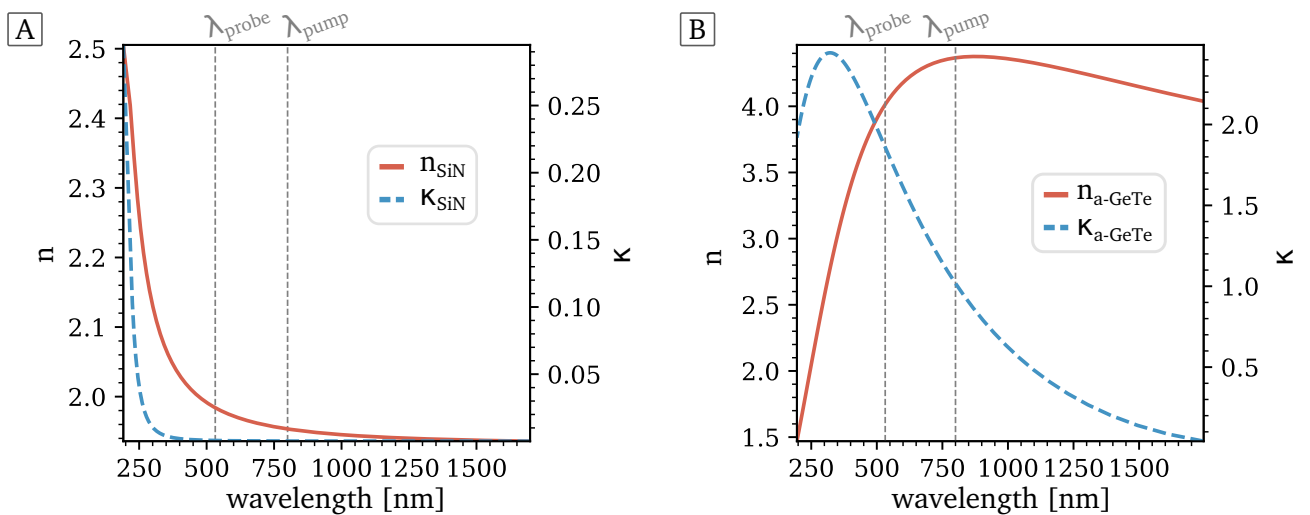 A
λprobe λpump
2.5
2.4
2.3
2.2
2.1
2.0
n
0.25
0.20
0.15
0.10
0.05
κ
nSiN
κSiN
250 500 750 1000 1250 1500
wavelength [nm]
B
λprobe λpump
4.0
3.5
3.0
2.5
2.0
1.5
n
2.0
1.5
1.0
0.5
κ
na-GeTe
κa-GeTe
250 500 750 1000 1250 1500
wavelength [nm]